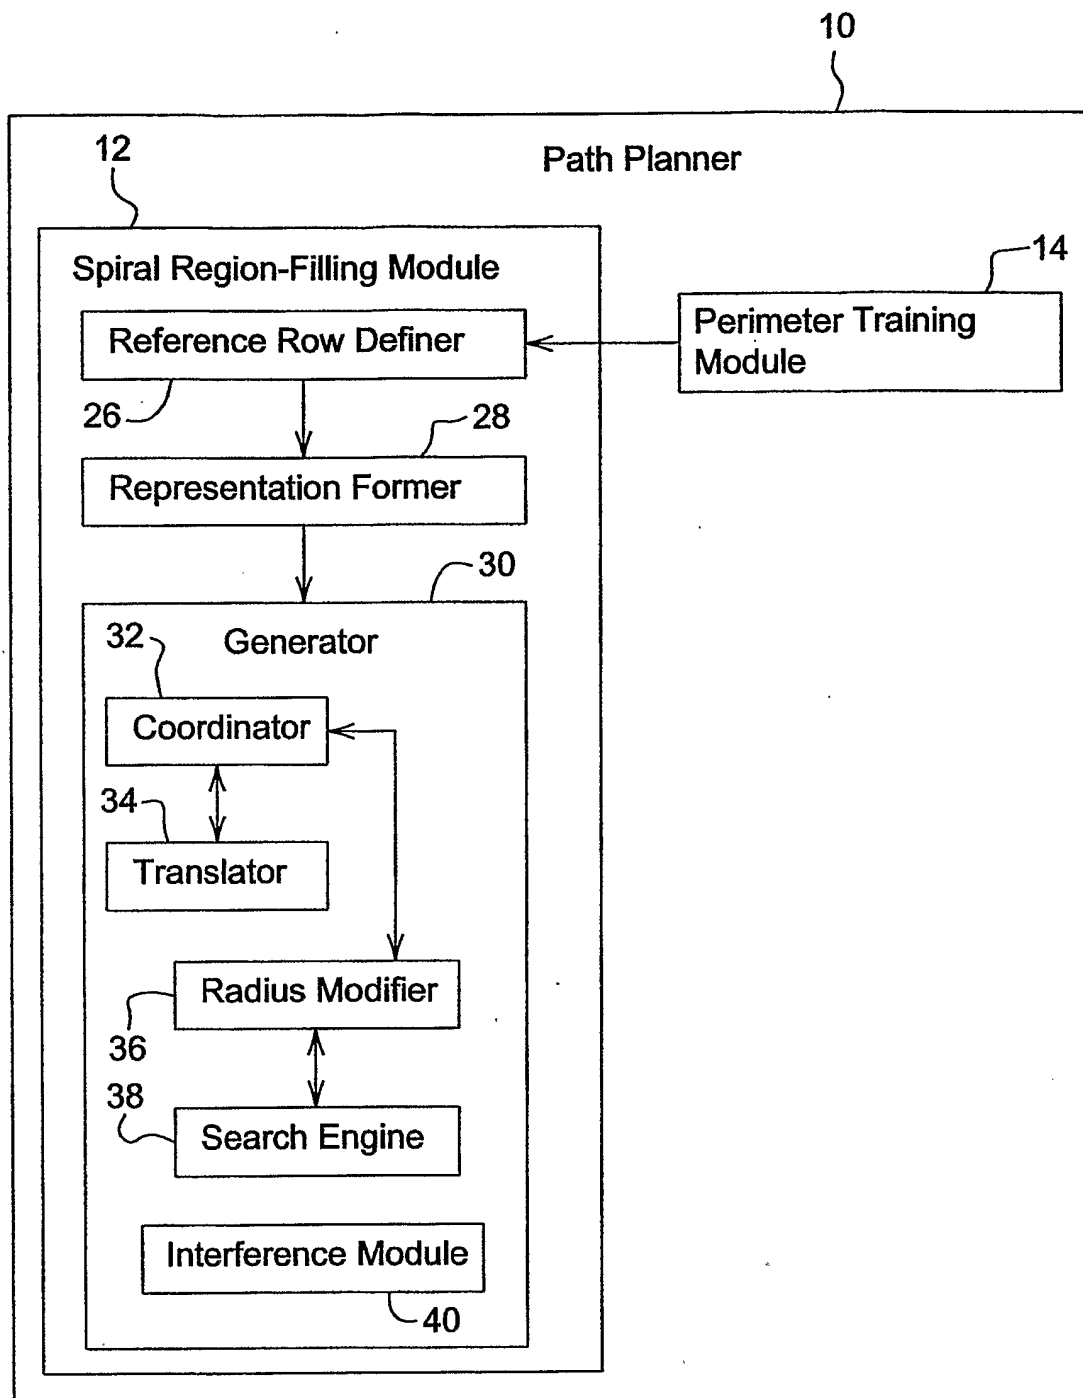 10
Path Planner
12
Spiral Region-Filling Module
14
Perimeter Training
Module
Reference Row Definer
26
28
Representation Former
30
Generator
32
Coordinator
34
Translator
Radius Modifier
36
38
Search Engine
Interference Module
40